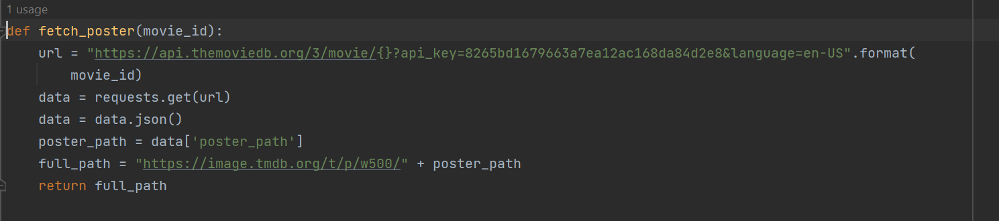 1 usage
def fetch_poster(movie_id):
    url = "https://api.themoviedb.org/3/movie/{}?api_key=8265bd1679663a7ea12ac168da84d2e8&language=en-US".format(
        movie_id)
    data = requests.get(url)
    data = data.json()
    poster_path = data['poster_path']
    full_path = "https://image.tmdb.org/t/p/w500/" + poster_path
    return full_path